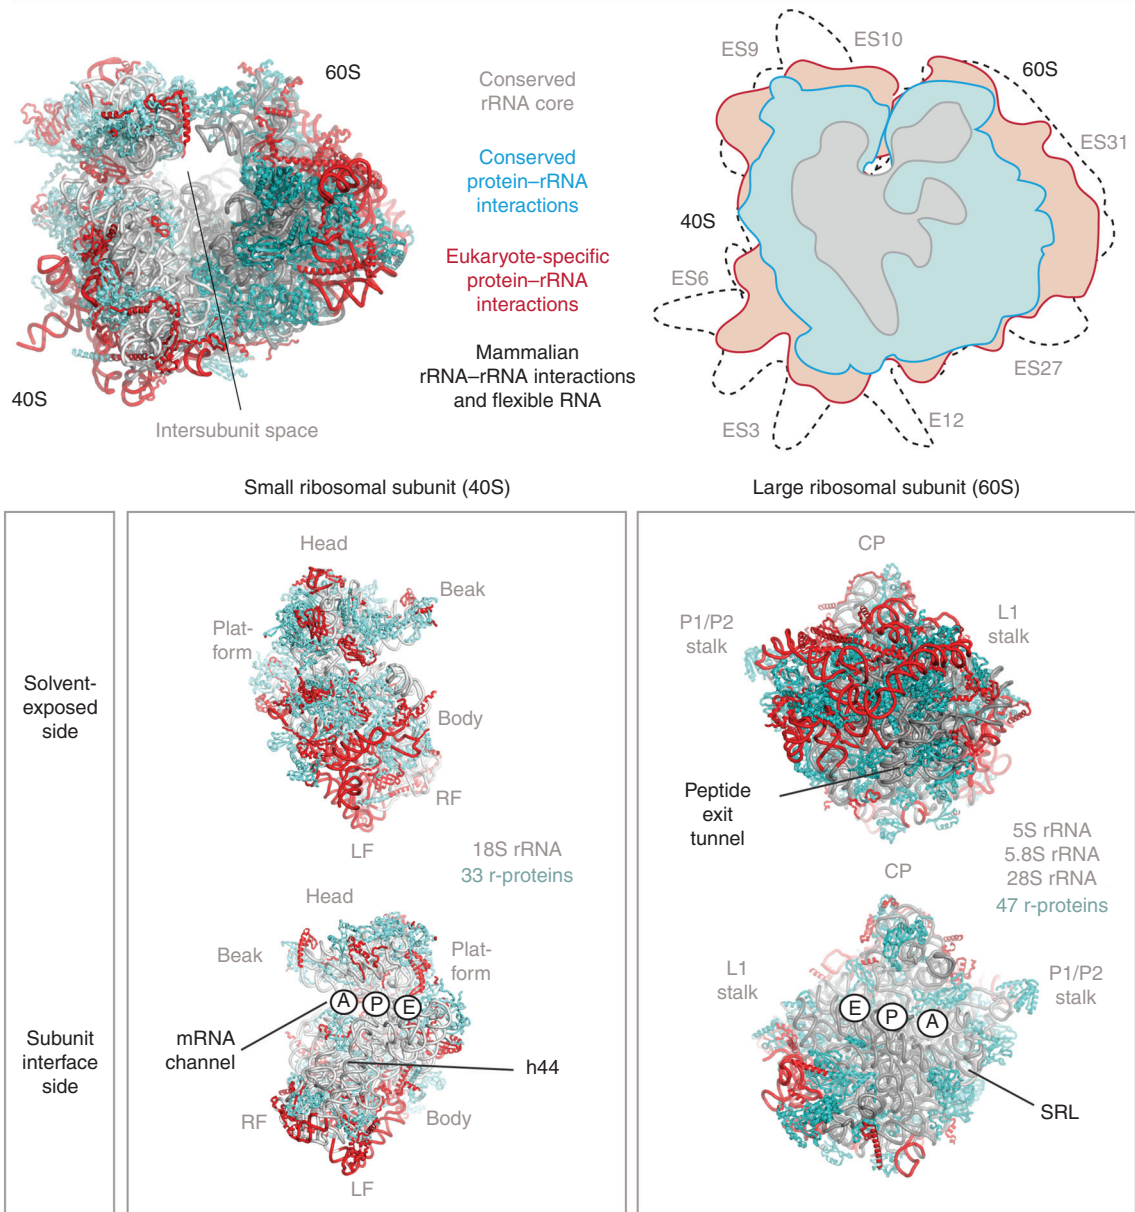 60S
40S
Intersubunit space
Conserved
rRNA core
Conserved
protein–rRNA
interactions
Eukaryote-specific
protein–rRNA
interactions
Mammalian
rRNA–rRNA interactions
and flexible RNA
ES9
ES10
60S
ES31
40S
ES6
ES27
ES3
E12
Small ribosomal subunit (40S)
Large ribosomal subunit (60S)
Solvent-
exposed
side
Head
Beak
Plat-
form
Body
RF
LF
18S rRNA
33 r-proteins
CP
P1/P2
stalk
L1
stalk
Peptide
exit
tunnel
5S rRNA
5.8S rRNA
28S rRNA
47 r-proteins
Subunit
interface
side
Head
Beak
Plat-
form
A P E
mRNA
channel
h44
RF
Body
LF
CP
L1
stalk
P1/P2
stalk
E P A
SRL